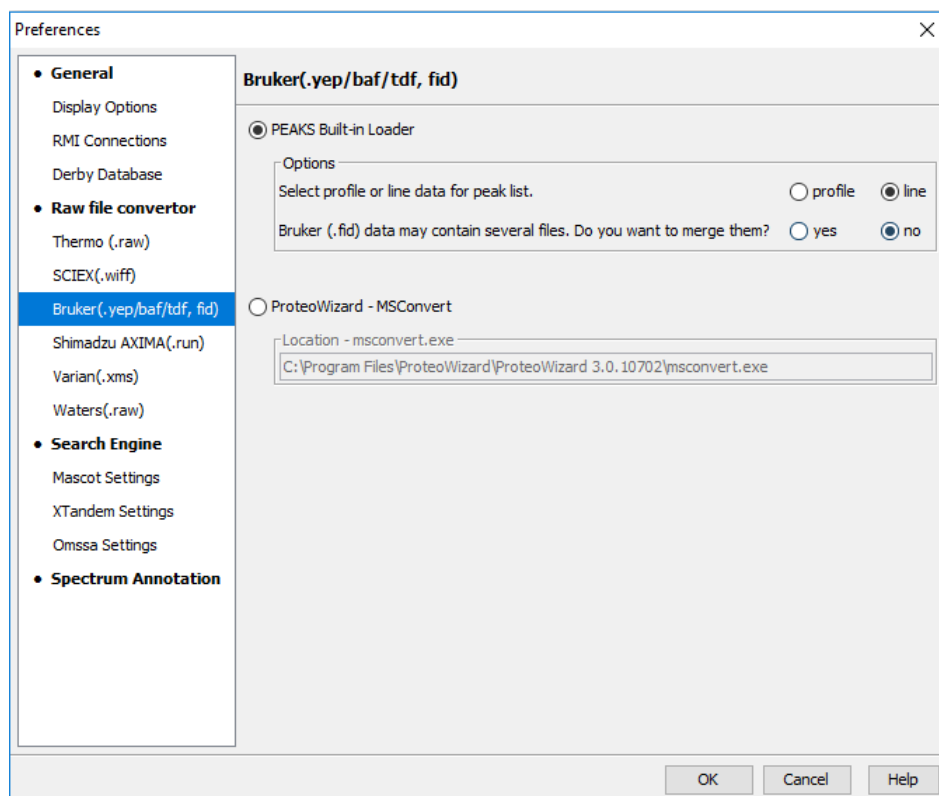 Preferences
• General
Display Options
RMI Connections
Derby Database
• Raw file convertor
Thermo (.raw)
SCIEX(.wiff)
Bruker(.yep/baf/tdf, fid)
Shimadzu AXIMA(.run)
Varian(.xms)
Waters(.raw)
• Search Engine
Mascot Settings
XTandem Settings
Omssa Settings
• Spectrum Annotation
Bruker(.yep/baf/tdf, fid)
PEAKS Built-in Loader
Options
Select profile or line data for peak list. profile line
Bruker (.fid) data may contain several files. Do you want to merge them? yes no
ProteoWizard - MSConvert
Location - msconvert.exe
C:\Program Files\ProteoWizard\ProteoWizard 3.0.10702\msconvert.exe
OK Cancel Help